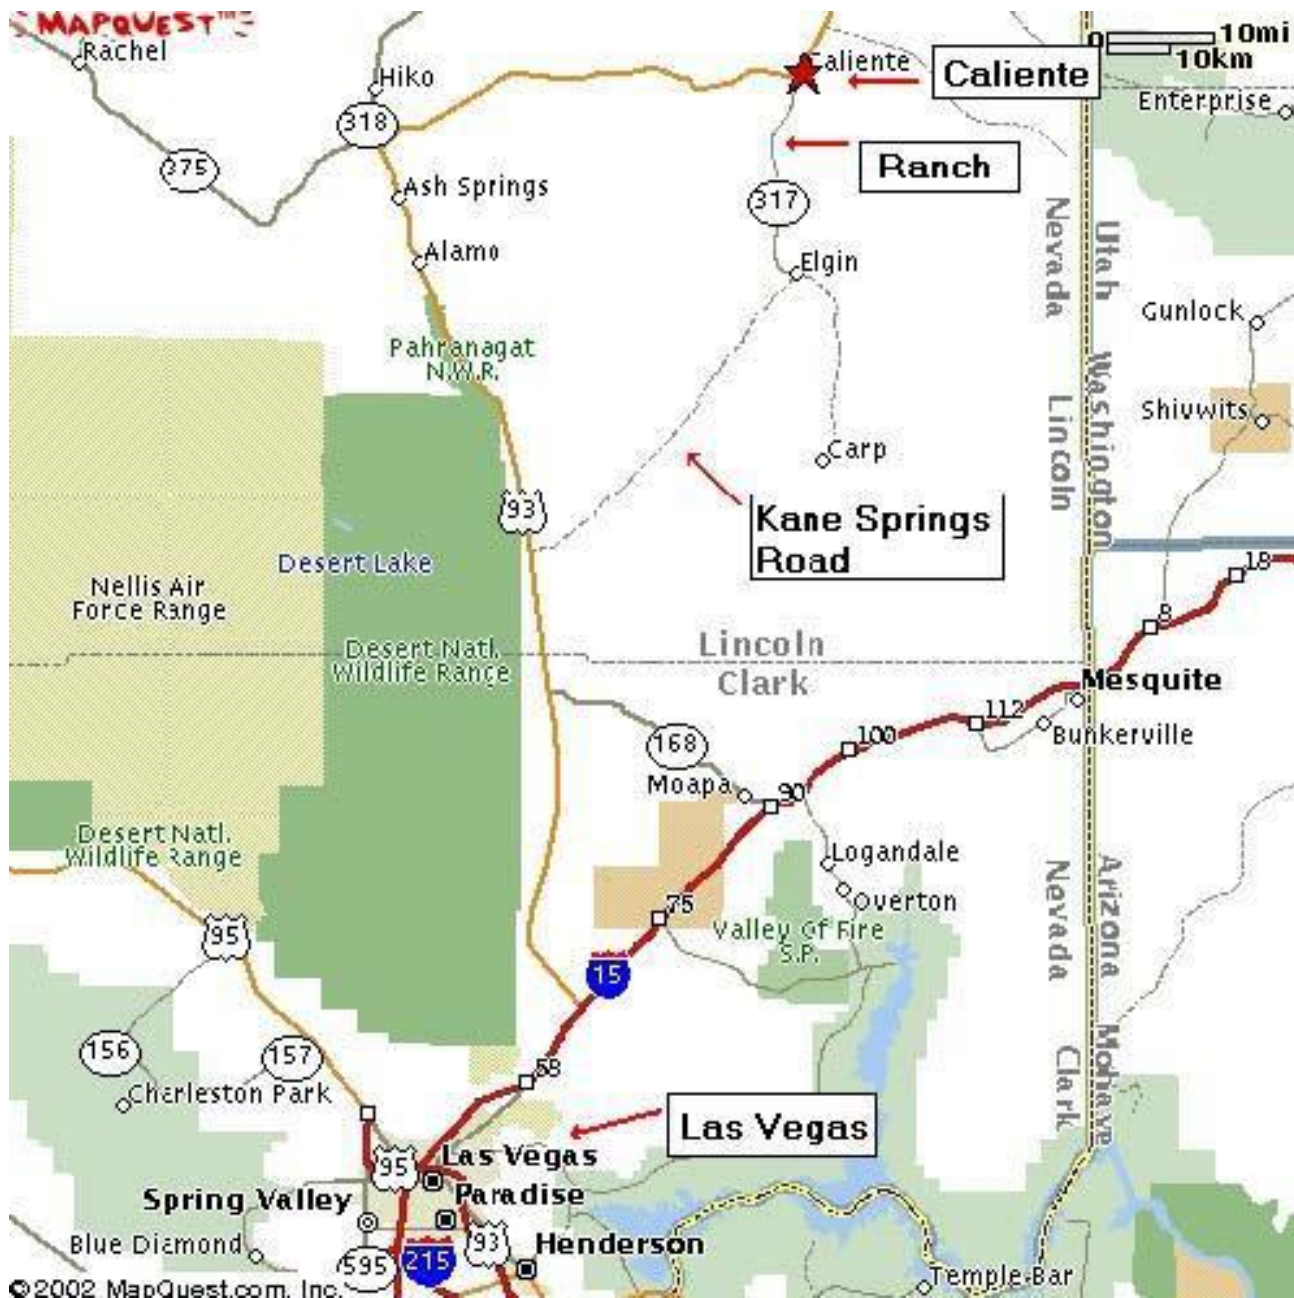 MAPQUEST™
Rachel
Hiko
Caliente
Caliente
0 10mi
10km
Enterprise
318
375
Ash Springs
Ranch
317
Alamo
Elgin
Nevada
Utah
Gunlock
Pahranagat
N.W.R.
Lincoln
Washington
Shivwits
Carp
93
Kane Springs
Road
Desert Lake
Nellis Air
Force Range
18
8
Desert Natl.
Wildlife Range
Lincoln
Clark
Mesquite
112
100
Bunkerville
168
Moapa
90
Desert Natl.
Wildlife Range
Logandale
75
Overton
Valley Of Fire
S.P.
Nevada
Arizona
95
15
156
157
58
Clark
Mohave
Charleston Park
Las Vegas
95
Las Vegas
Spring Valley
Paradise
Blue Diamond
595
215
93
Henderson
Temple Bar
©2002 MapQuest.com, Inc.